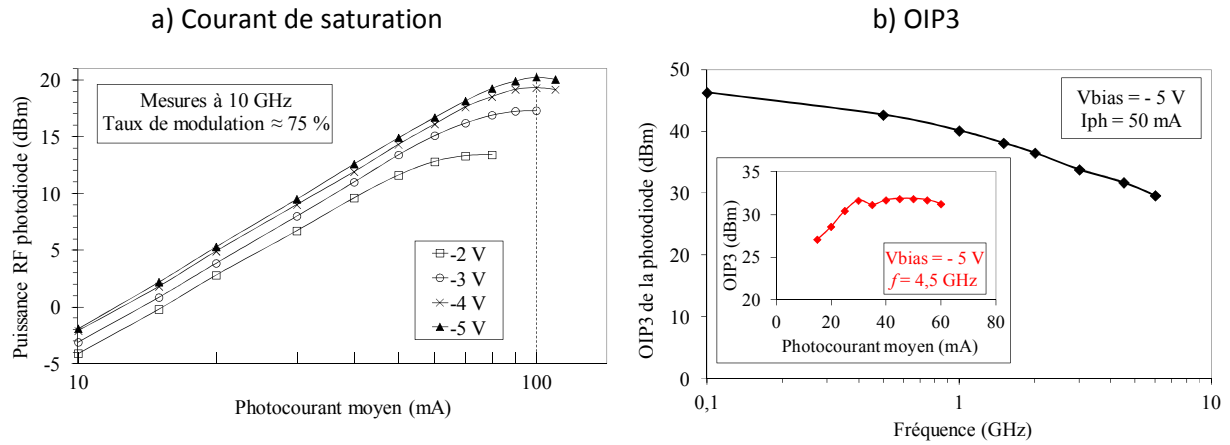 a) Courant de saturation
Puissance RF photodiode (dBm)
20
15
10
5
0
-5
Mesures à 10 GHz
Taux de modulation ≈ 75 %
-2 V
-3 V
-4 V
-5 V
10
100
Photocourant moyen (mA)
b) OIP3
OIP3 de la photodiode (dBm)
50
40
30
20
10
0
Vbias = - 5 V
Iph = 50 mA
OIP3 (dBm)
35
31
27
23
Vbias = - 5 V
f = 4,5 GHz
0
20
40
60
80
Photocourant moyen (mA)
0,1
1
10
Fréquence (GHz)